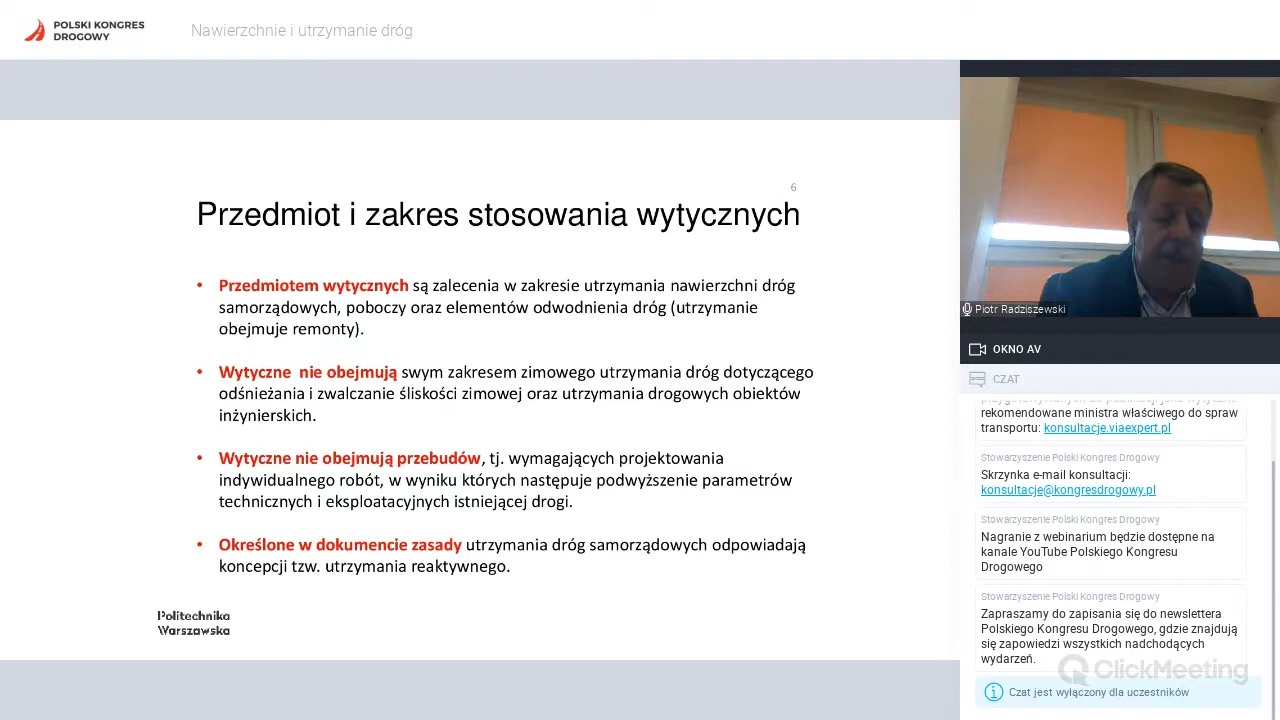 POLSKI KONGRES
DROGOWY
Nawierzchnie i utrzymanie dróg
6
Przedmiot i zakres stosowania wytycznych
• Przedmiotem wytycznych są zalecenia w zakresie utrzymania nawierzchni dróg
samorządowych, poboczy oraz elementów odwodnienia dróg (utrzymanie
obejmuje remonty).
• Wytyczne nie obejmują swym zakresem zimowego utrzymania dróg dotyczącego
odśnieżania i zwalczanie śliskości zimowej oraz utrzymania drogowych obiektów
inżynierskich.
• Wytyczne nie obejmują przebudów, tj. wymagających projektowania
indywidualnego robót, w wyniku których następuje podwyższenie parametrów
technicznych i eksploatacyjnych istniejącej drogi.
• Określone w dokumencie zasady utrzymania dróg samorządowych odpowiadają
koncepcji tzw. utrzymania reaktywnego.
Politechnika
Warszawska
Piotr Radziszewski
OKNO AV
CZAT
rekomendowane ministra właściwego do spraw
transportu: konsultacje.viaexpert.pl
Stowarzyszenie Polski Kongres Drogowy
Skrzynka e-mail konsultacji:
konsultacje@kongresdrogowy.pl
Stowarzyszenie Polski Kongres Drogowy
Nagranie z webinarium będzie dostępne na
kanale YouTube Polskiego Kongresu
Drogowego
Stowarzyszenie Polski Kongres Drogowy
Zapraszamy do zapisania się do newslettera
Polskiego Kongresu Drogowego, gdzie znajdują
się zapowiedzi wszystkich nadchodzących
wydarzeń.
ClickMeeting
Czat jest wyłączony dla uczestników